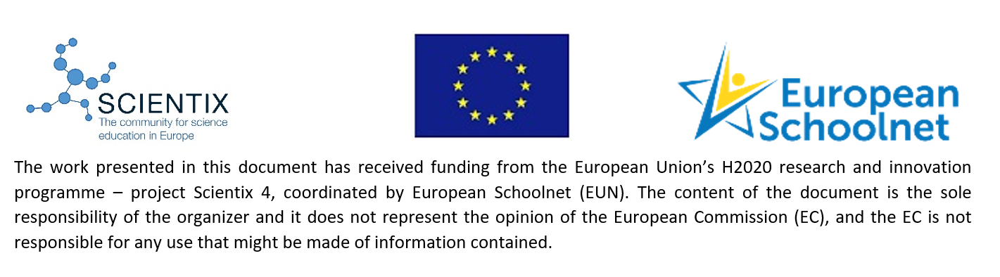 SCIENTIX
The community for science
education in Europe
European
Schoolnet
The work presented in this document has received funding from the European Union’s H2020 research and innovation
programme – project Scientix 4, coordinated by European Schoolnet (EUN). The content of the document is the sole
responsibility of the organizer and it does not represent the opinion of the European Commission (EC), and the EC is not
responsible for any use that might be made of information contained.